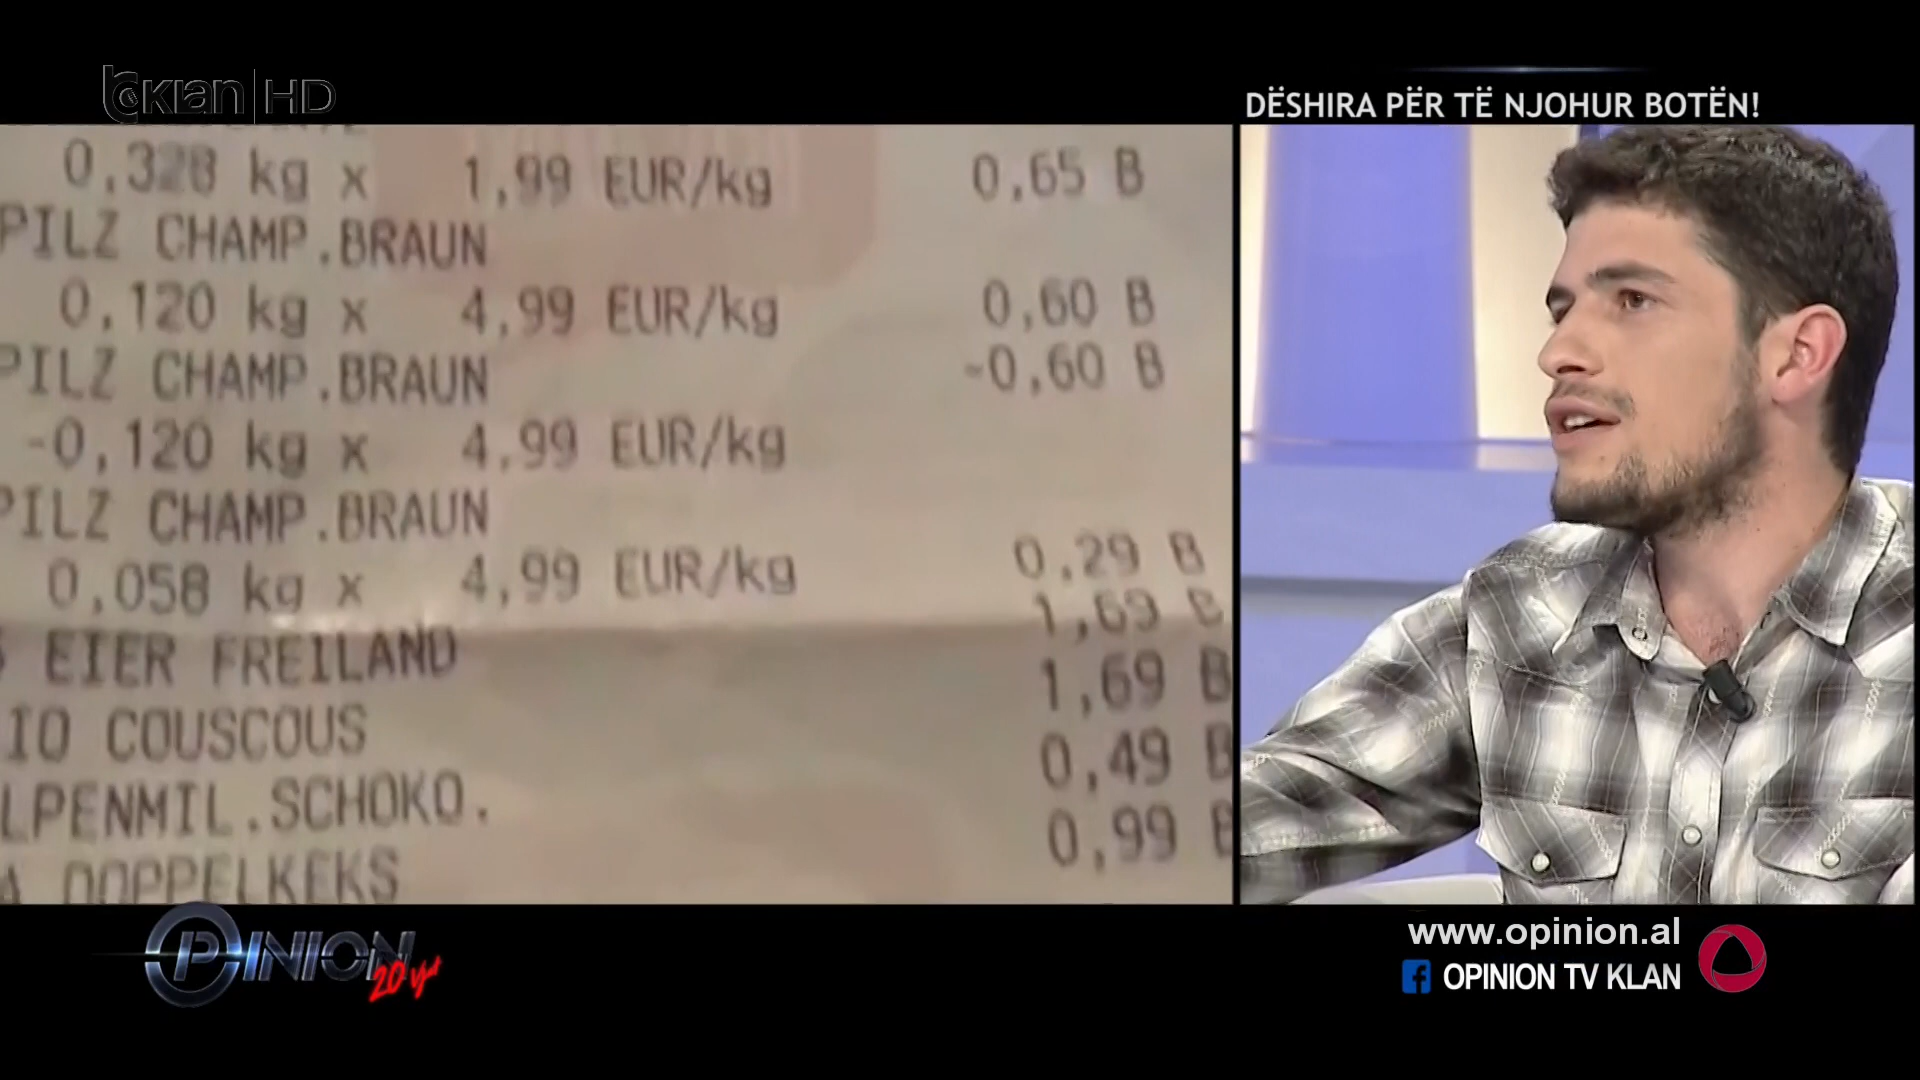 tvklan HD
DËSHIRA PËR TË NJOHUR BOTËN!
0,328 kg x 1,99 EUR/kg 0,65 B
PILZ CHAMP.BRAUN
0,120 kg x 4,99 EUR/kg 0,60 B
PILZ CHAMP.BRAUN -0,60 B
-0,120 kg x 4,99 EUR/kg
PILZ CHAMP.BRAUN
0,058 kg x 4,99 EUR/kg 0,29 B
EIER FREILAND 1,69 B
IO COUSCOUS 1,69 B
LPENMIL.SCHOKO. 0,49 B
A DOPPELKEKS 0,99 B
OPINION
20 vjet
www.opinion.al
OPINION TV KLAN